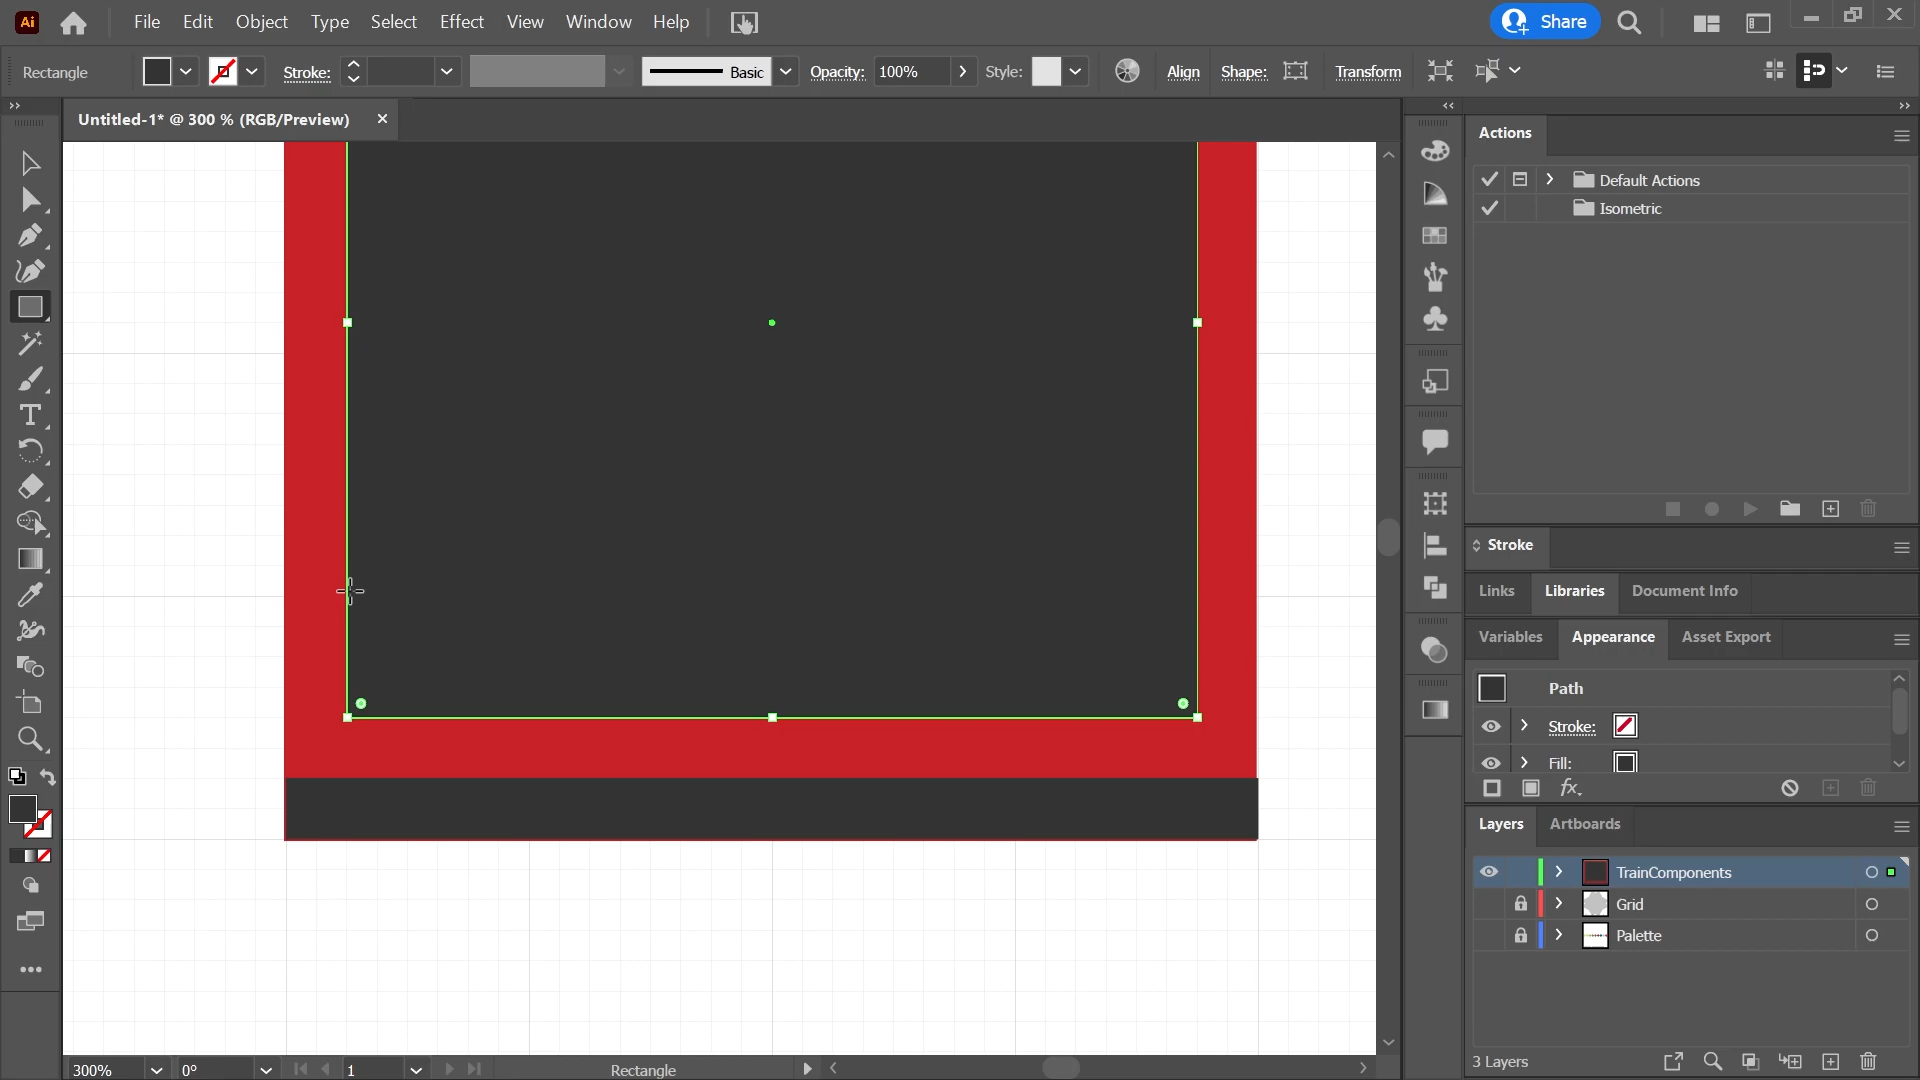 Ai File Edit Object Type Select Effect View Window Help Share
Rectangle Stroke: Basic Opacity: 100% Style: Align Shape: Transform
Untitled-1* @ 300 % (RGB/Preview)
Actions
Default Actions
Isometric
Stroke
Links Libraries Document Info
Variables Appearance Asset Export
Path
Stroke:
Fill:
fx
Layers Artboards
TrainComponents
Grid
Palette
3 Layers
300% 0° 1 Rectangle